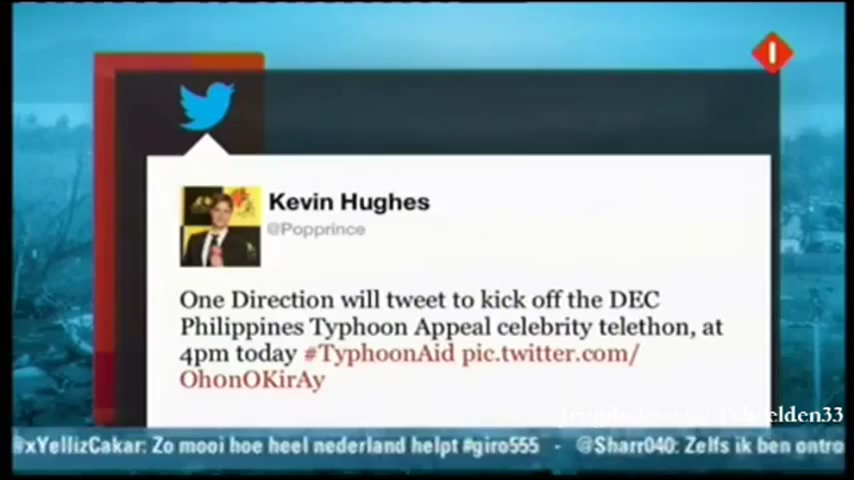 Kevin Hughes
@Popprince
One Direction will tweet to kick off the DEC
Philippines Typhoon Appeal celebrity telethon, at
4pm today #TyphoonAid pic.twitter.com/
OhonOKirAy
@xYellizCakar: Zo mooi hoe heel nederland helpt #giro555 - @Sharr040: Zelfs ik ben ontro